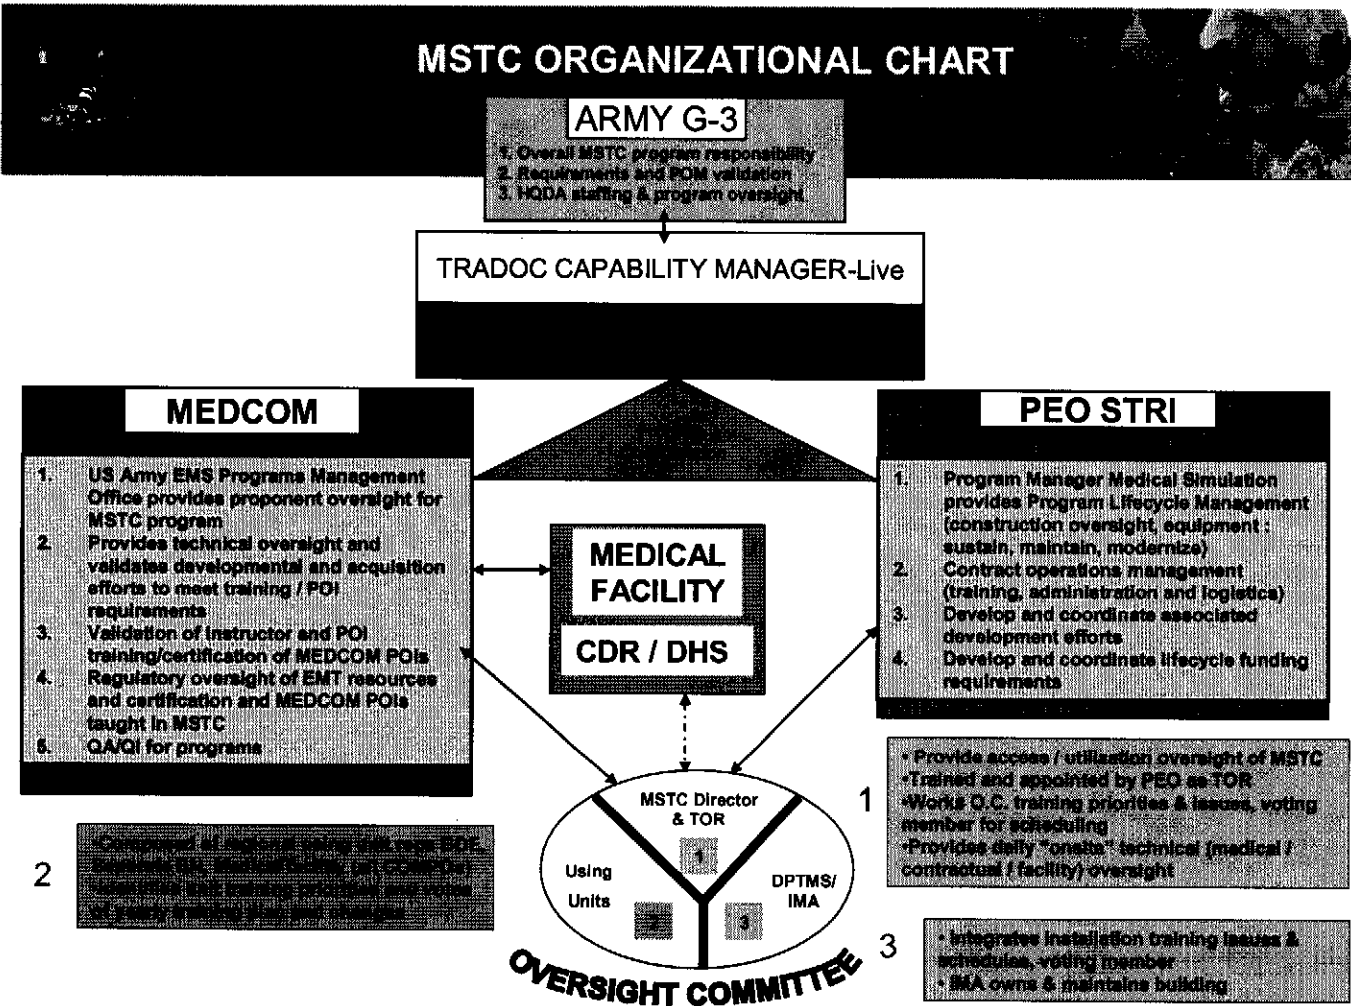 MSTC ORGANIZATIONAL CHART
ARMY G-3
1. Overall MSTC program responsibility
2. Requirements and POM validation
3. HQDA staffing & program oversight
TRADOC CAPABILITY MANAGER-Live
MEDCOM
1. US Army EMS Programs Management
Office provides proponent oversight for
MSTC program
2. Provides technical oversight and
validates developmental and acquisition
efforts to meet training / POI
requirements
3. Validation of instructor and POI
training/certification of MEDCOM POIs
4. Regulatory oversight of EMT resources
and certification and MEDCOM POIs
taught in MSTC
5. QA/QI for programs
MEDICAL
FACILITY
CDR / DHS
PEO STRI
1. Program Manager Medical Simulation
provides Program Lifecycle Management
(construction oversight, equipment :
sustain, maintain, modernize)
2. Contract operations management
(training, administration and logistics)
3. Develop and coordinate associated
development efforts
4. Develop and coordinate lifecycle funding
requirements
1
• Provide access / utilization oversight of MSTC
•Trained and appointed by PEO as TOR
•Works O.C. training priorities & issues, voting
member for scheduling
•Provides daily "onsite" technical (medical /
contractual / facility) oversight
2
•Composed of regional using unit reps BDE,
MSTC Director
& TOR
1
Using
Units
2
DPTMS/
IMA
3
OVERSIGHT COMMITTEE
3
• Integrates installation training issues &
schedules, voting member
• IMA owns & maintains building